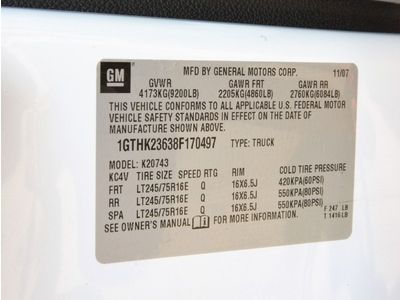 GM MFD BY GENERAL MOTORS CORP. 11/07
GVWR GAWR FRT GAWR RR
4173KG(9200LB) 2205KG(4860LB) 2760KG(6084LB)
THIS VEHICLE CONFORMS TO ALL APPLICABLE U.S. FEDERAL MOTOR
VEHICLE SAFETY STANDARDS IN EFFECT ON THE DATE OF
MANUFACTURE SHOWN ABOVE.
1GTHK23638F170497 TYPE: TRUCK
MODEL: K20743
KC4V TIRE SIZE SPEED RTG RIM COLD TIRE PRESSURE
FRT LT245/75R16E Q 16X6.5J 420KPA(60PSI)
RR LT245/75R16E Q 16X6.5J 550KPA(80PSI)
SPA LT245/75R16E Q 16X6.5J 550KPA(80PSI)
SEE OWNER'S MANUAL FOR MORE INFORMATION. F 247 LB
T 1416 LB